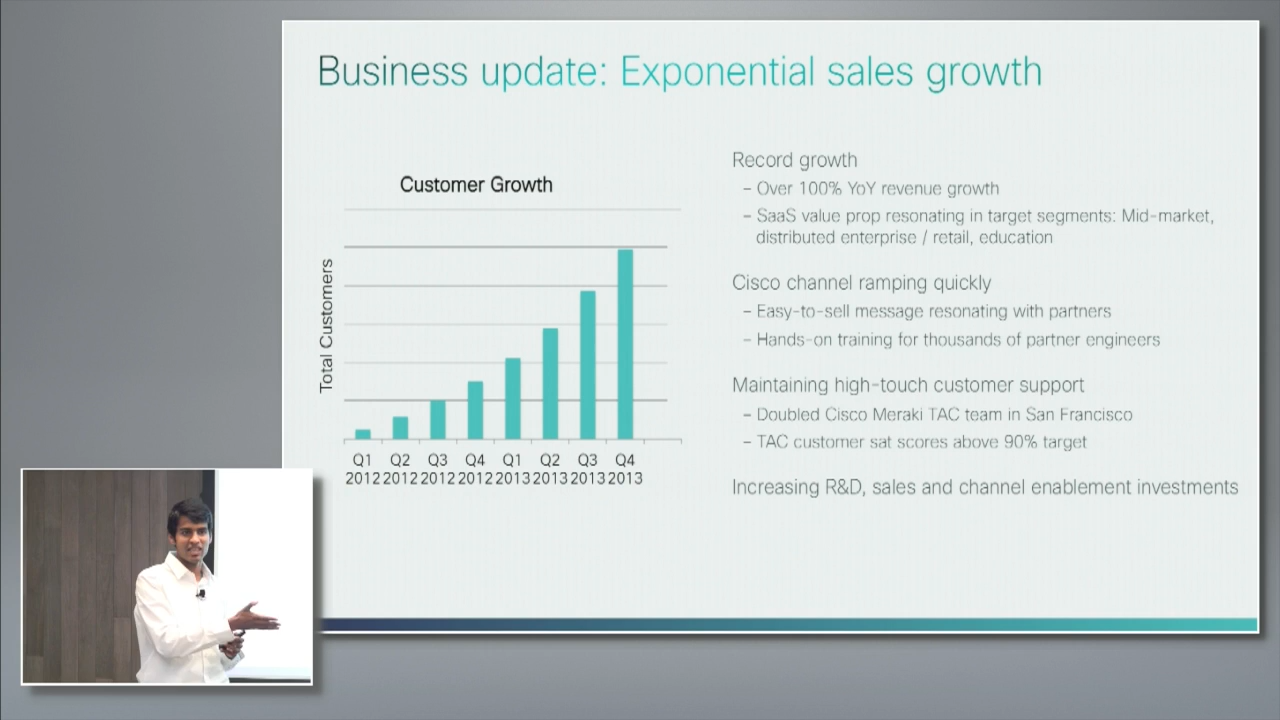 Business update: Exponential sales growth
Customer Growth
Total Customers
Q1 Q2 Q3 Q4 Q1 Q2 Q3 Q4
2012 2012 2012 2012 2013 2013 2013 2013
Record growth
– Over 100% YoY revenue growth
– SaaS value prop resonating in target segments: Mid-market,
distributed enterprise / retail, education
Cisco channel ramping quickly
– Easy-to-sell message resonating with partners
– Hands-on training for thousands of partner engineers
Maintaining high-touch customer support
– Doubled Cisco Meraki TAC team in San Francisco
– TAC customer sat scores above 90% target
Increasing R&D, sales and channel enablement investments